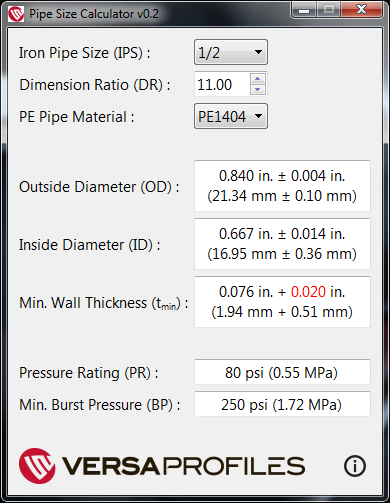 Pipe Size Calculator v0.2
Iron Pipe Size (IPS) : 1/2
Dimension Ratio (DR) : 11.00
PE Pipe Material : PE1404
Outside Diameter (OD) : 0.840 in. ± 0.004 in.
(21.34 mm ± 0.10 mm)
Inside Diameter (ID) : 0.667 in. ± 0.014 in.
(16.95 mm ± 0.36 mm)
Min. Wall Thickness (tmin) : 0.076 in. + 0.020 in.
(1.94 mm + 0.51 mm)
Pressure Rating (PR) : 80 psi (0.55 MPa)
Min. Burst Pressure (BP) : 250 psi (1.72 MPa)
VERSAPROFILES